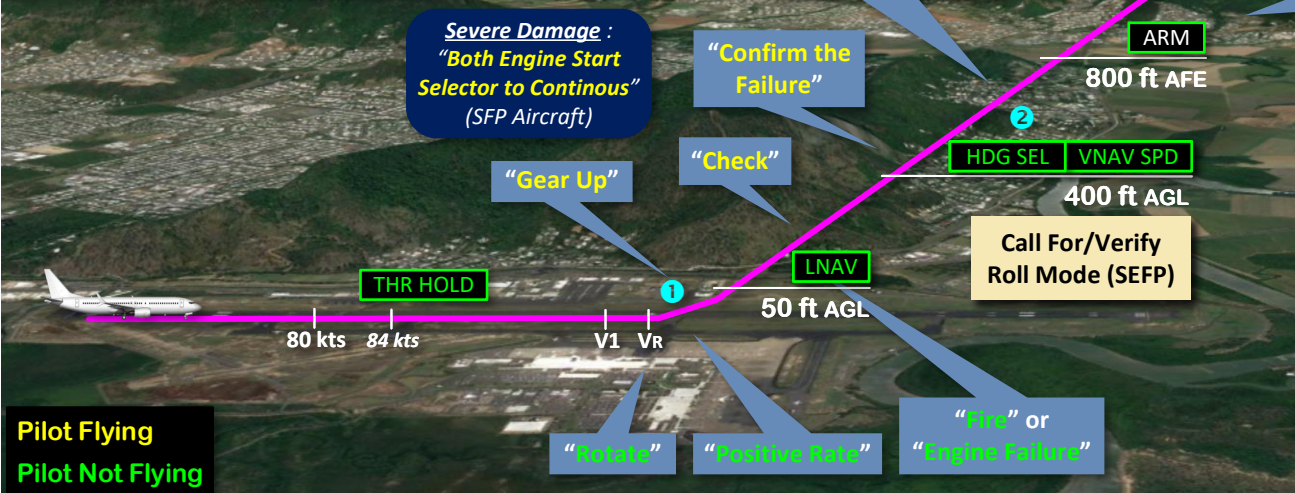 Severe Damage :
“Both Engine Start
Selector to Continous”
(SFP Aircraft)
“Confirm the
Failure”
ARM
800 ft AFE
2
HDG SEL VNAV SPD
400 ft AGL
“Check”
“Gear Up”
Call For/Verify
Roll Mode (SEFP)
LNAV
THR HOLD
1
50 ft AGL
80 kts 84 kts V1 VR
“Fire” or
“Engine Failure”
“Rotate” “Positive Rate”
Pilot Flying
Pilot Not Flying